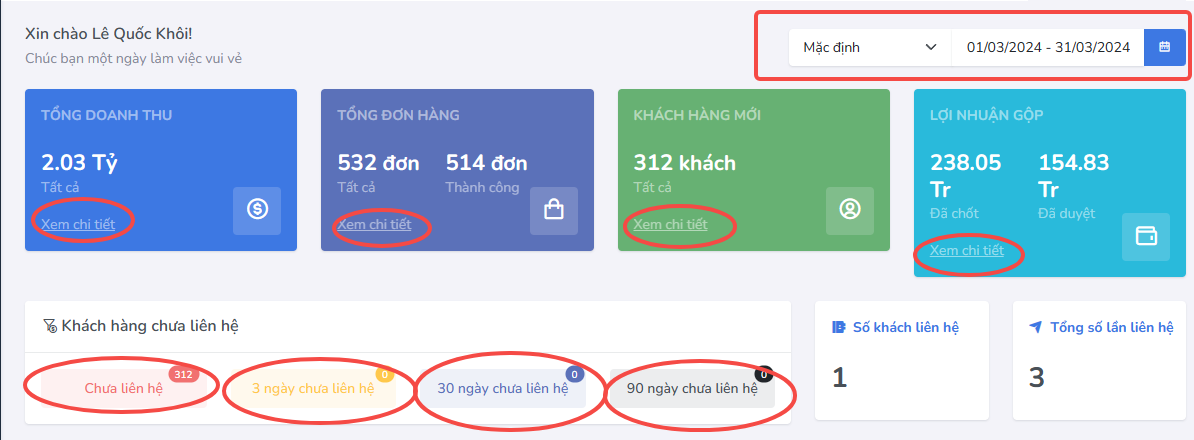 Xin chào Lê Quốc Khôi!
Chúc bạn một ngày làm việc vui vẻ
Mặc định
01/03/2024 - 31/03/2024
TỔNG DOANH THU
2.03 Tỷ
Tất cả
Xem chi tiết
TỔNG ĐƠN HÀNG
532 đơn
Tất cả
514 đơn
Thành công
Xem chi tiết
KHÁCH HÀNG MỚI
312 khách
Tất cả
Xem chi tiết
LỢI NHUẬN GỘP
238.05
Tr
Đã chốt
154.83
Tr
Đã duyệt
Xem chi tiết
Khách hàng chưa liên hệ
Chưa liên hệ
312
3 ngày chưa liên hệ
0
30 ngày chưa liên hệ
0
90 ngày chưa liên hệ
0
Số khách liên hệ
1
Tổng số lần liên hệ
3